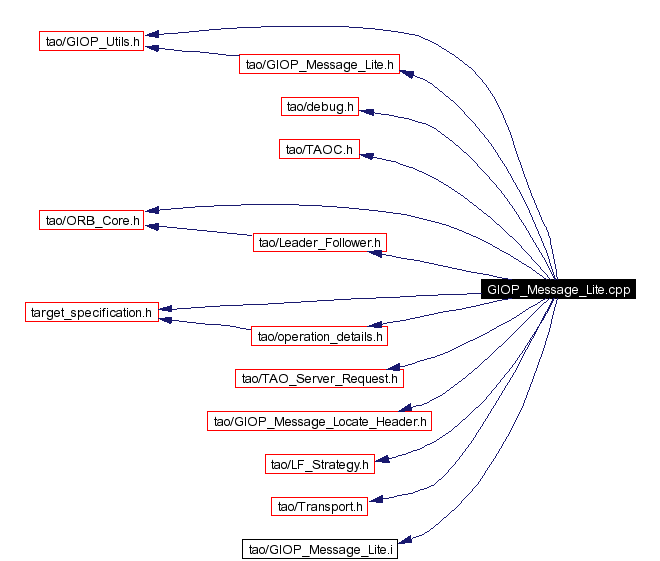 tao/GIOP_Utils.h
tao/GIOP_Message_Lite.h
tao/debug.h
tao/TAOC.h
tao/ORB_Core.h
tao/Leader_Follower.h
GIOP_Message_Lite.cpp
target_specification.h
tao/operation_details.h
tao/TAO_Server_Request.h
tao/GIOP_Message_Locate_Header.h
tao/LF_Strategy.h
tao/Transport.h
tao/GIOP_Message_Lite.i